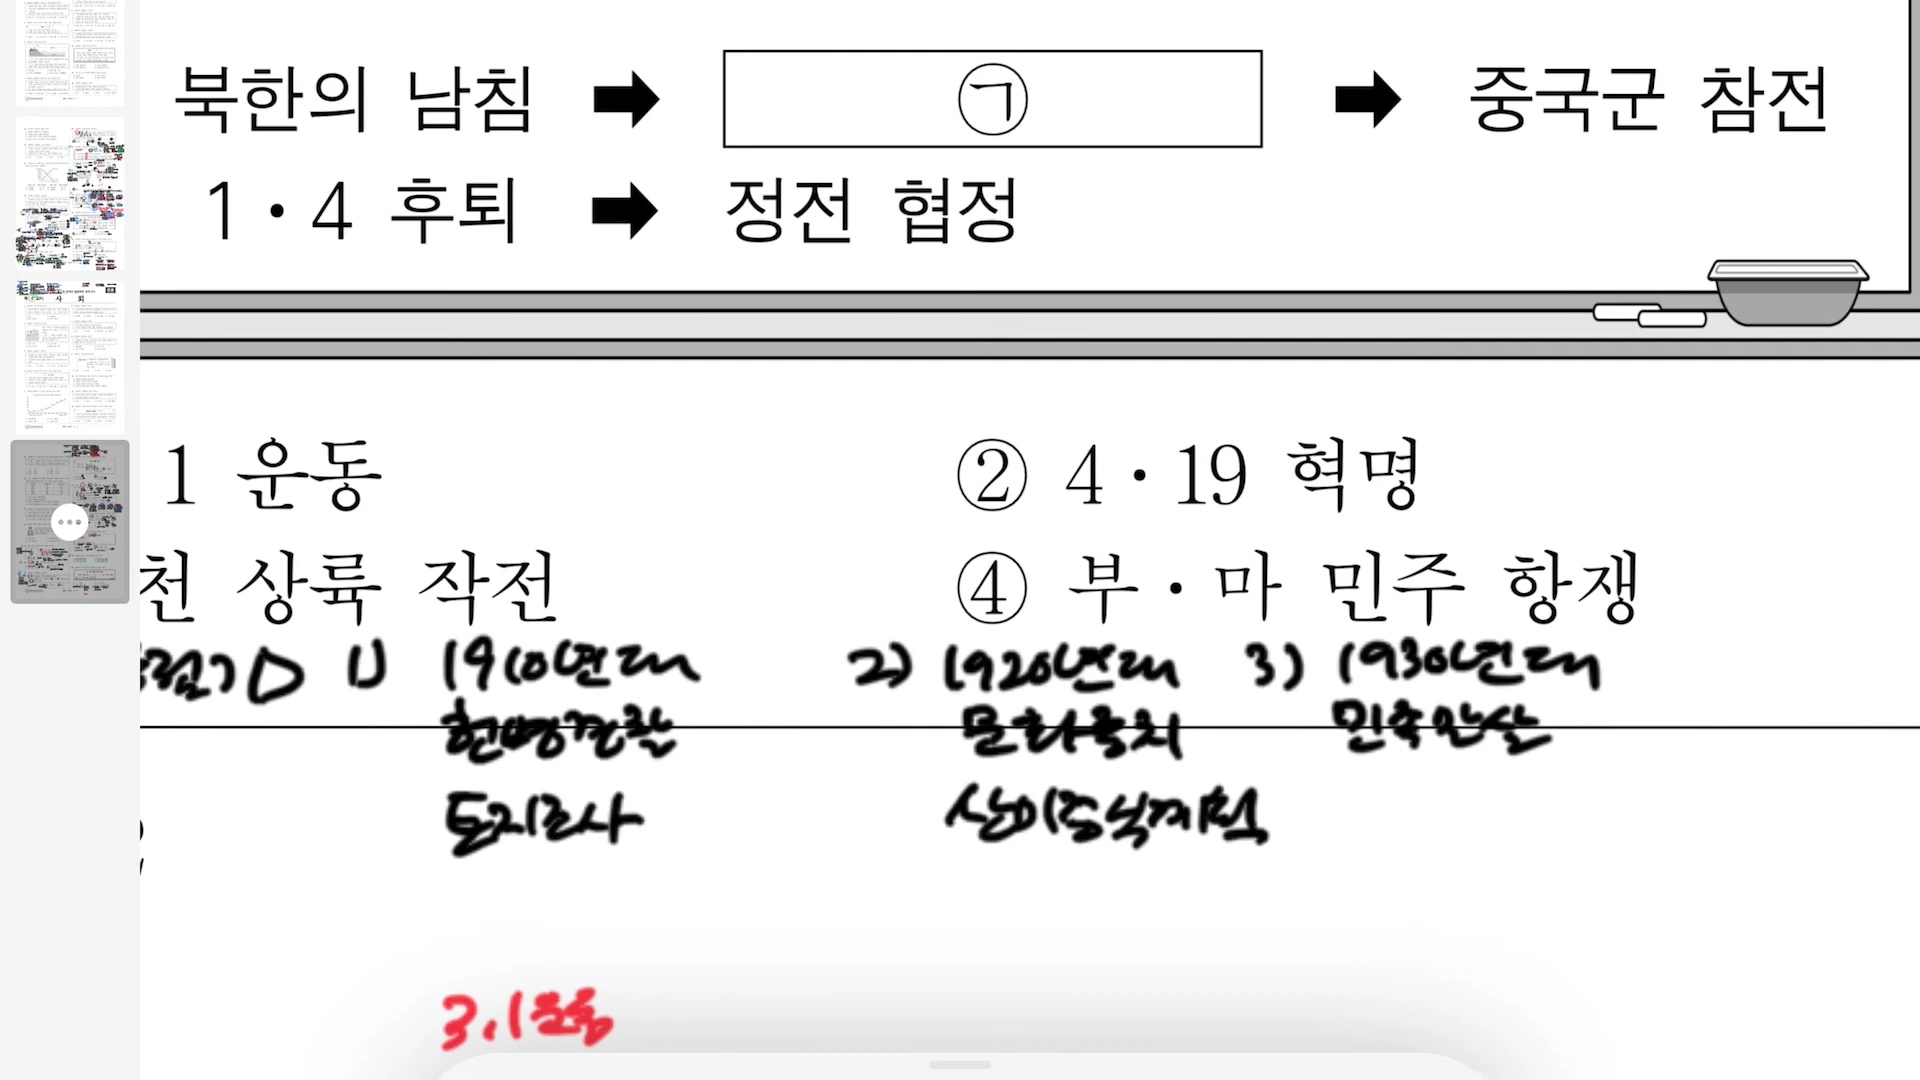 북한의 남침 ➡ ㉠ ➡ 중국군 참전
1·4 후퇴 ➡ 정전 협정
1 운동 ② 4·19 혁명
천 상륙 작전 ④ 부·마 민주 항쟁
1) 1910년대 2) 1920년대 3) 1930년대
헌병경찰 문화통치 민족말살
토지조사 산미증식계획
3.1운동